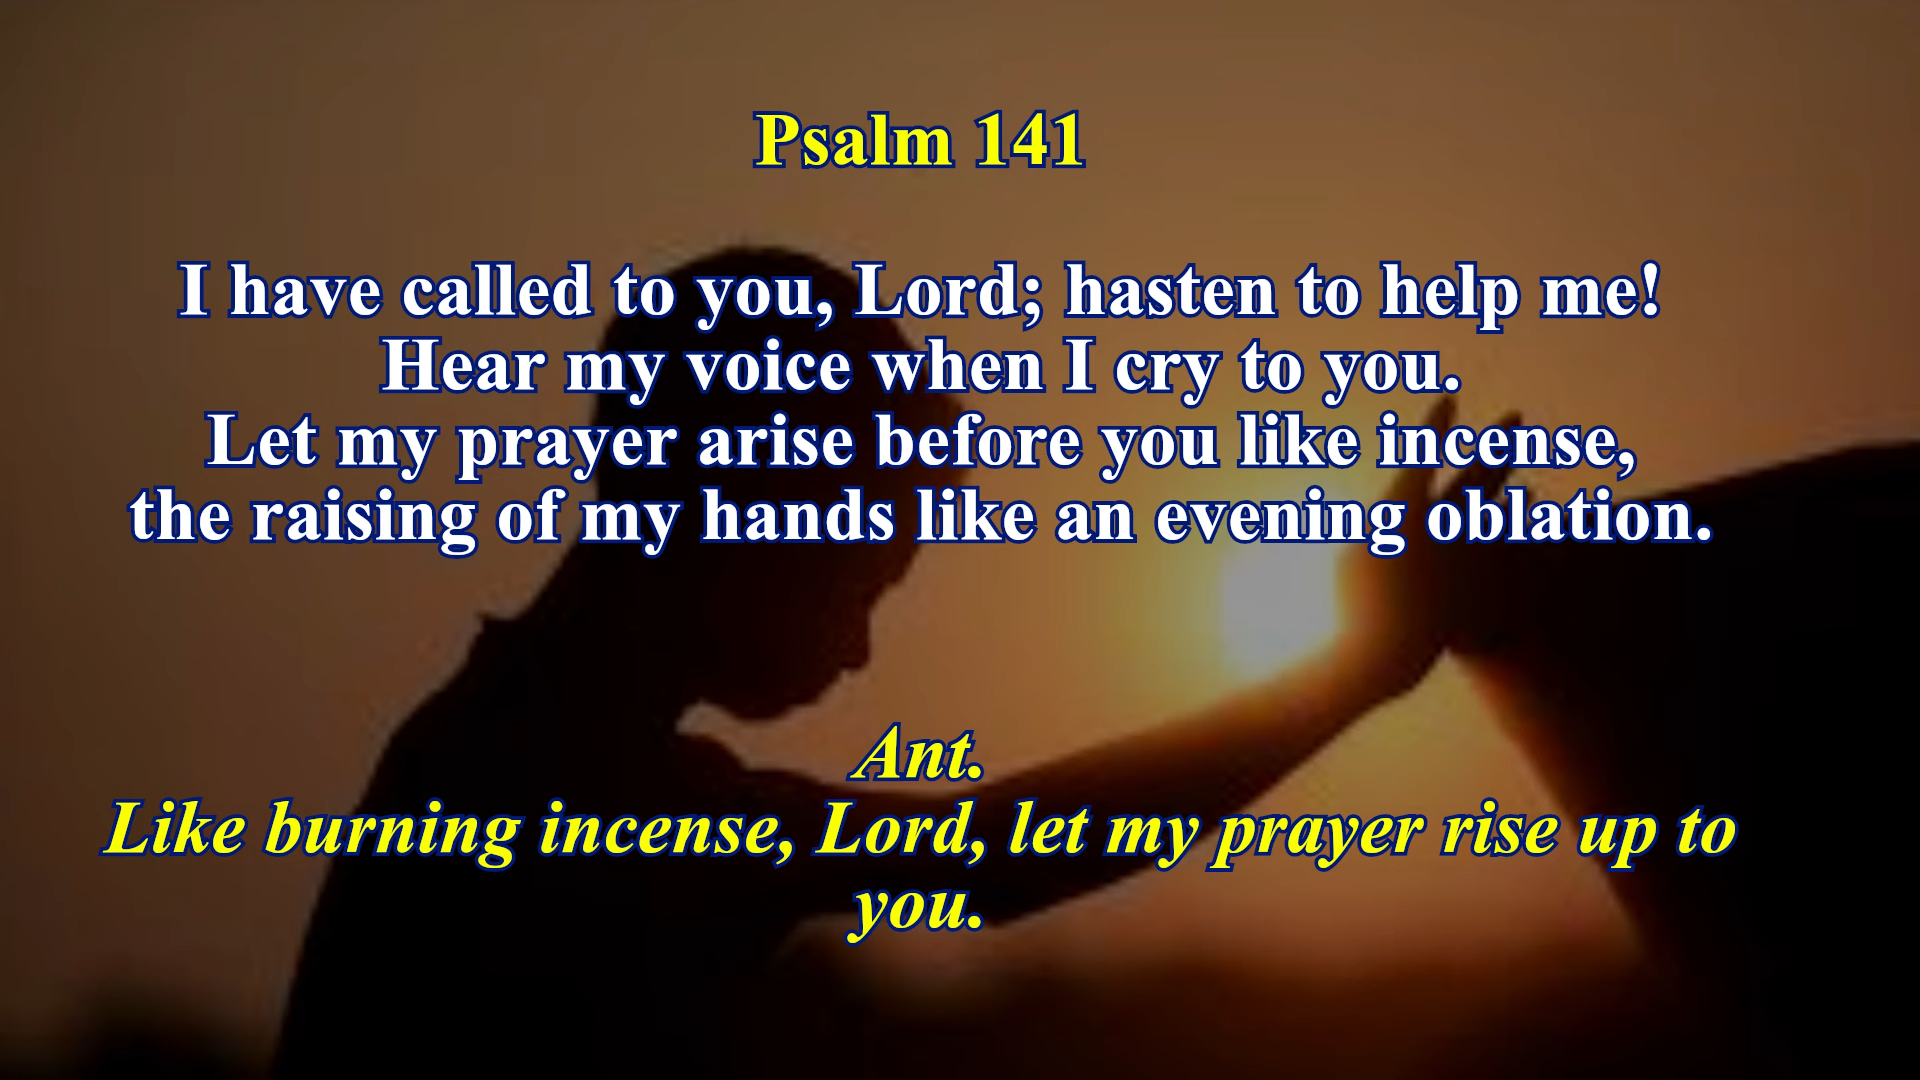 Psalm 141
I have called to you, Lord; hasten to help me!
Hear my voice when I cry to you.
Let my prayer arise before you like incense,
the raising of my hands like an evening oblation.
Ant.
Like burning incense, Lord, let my prayer rise up to
you.